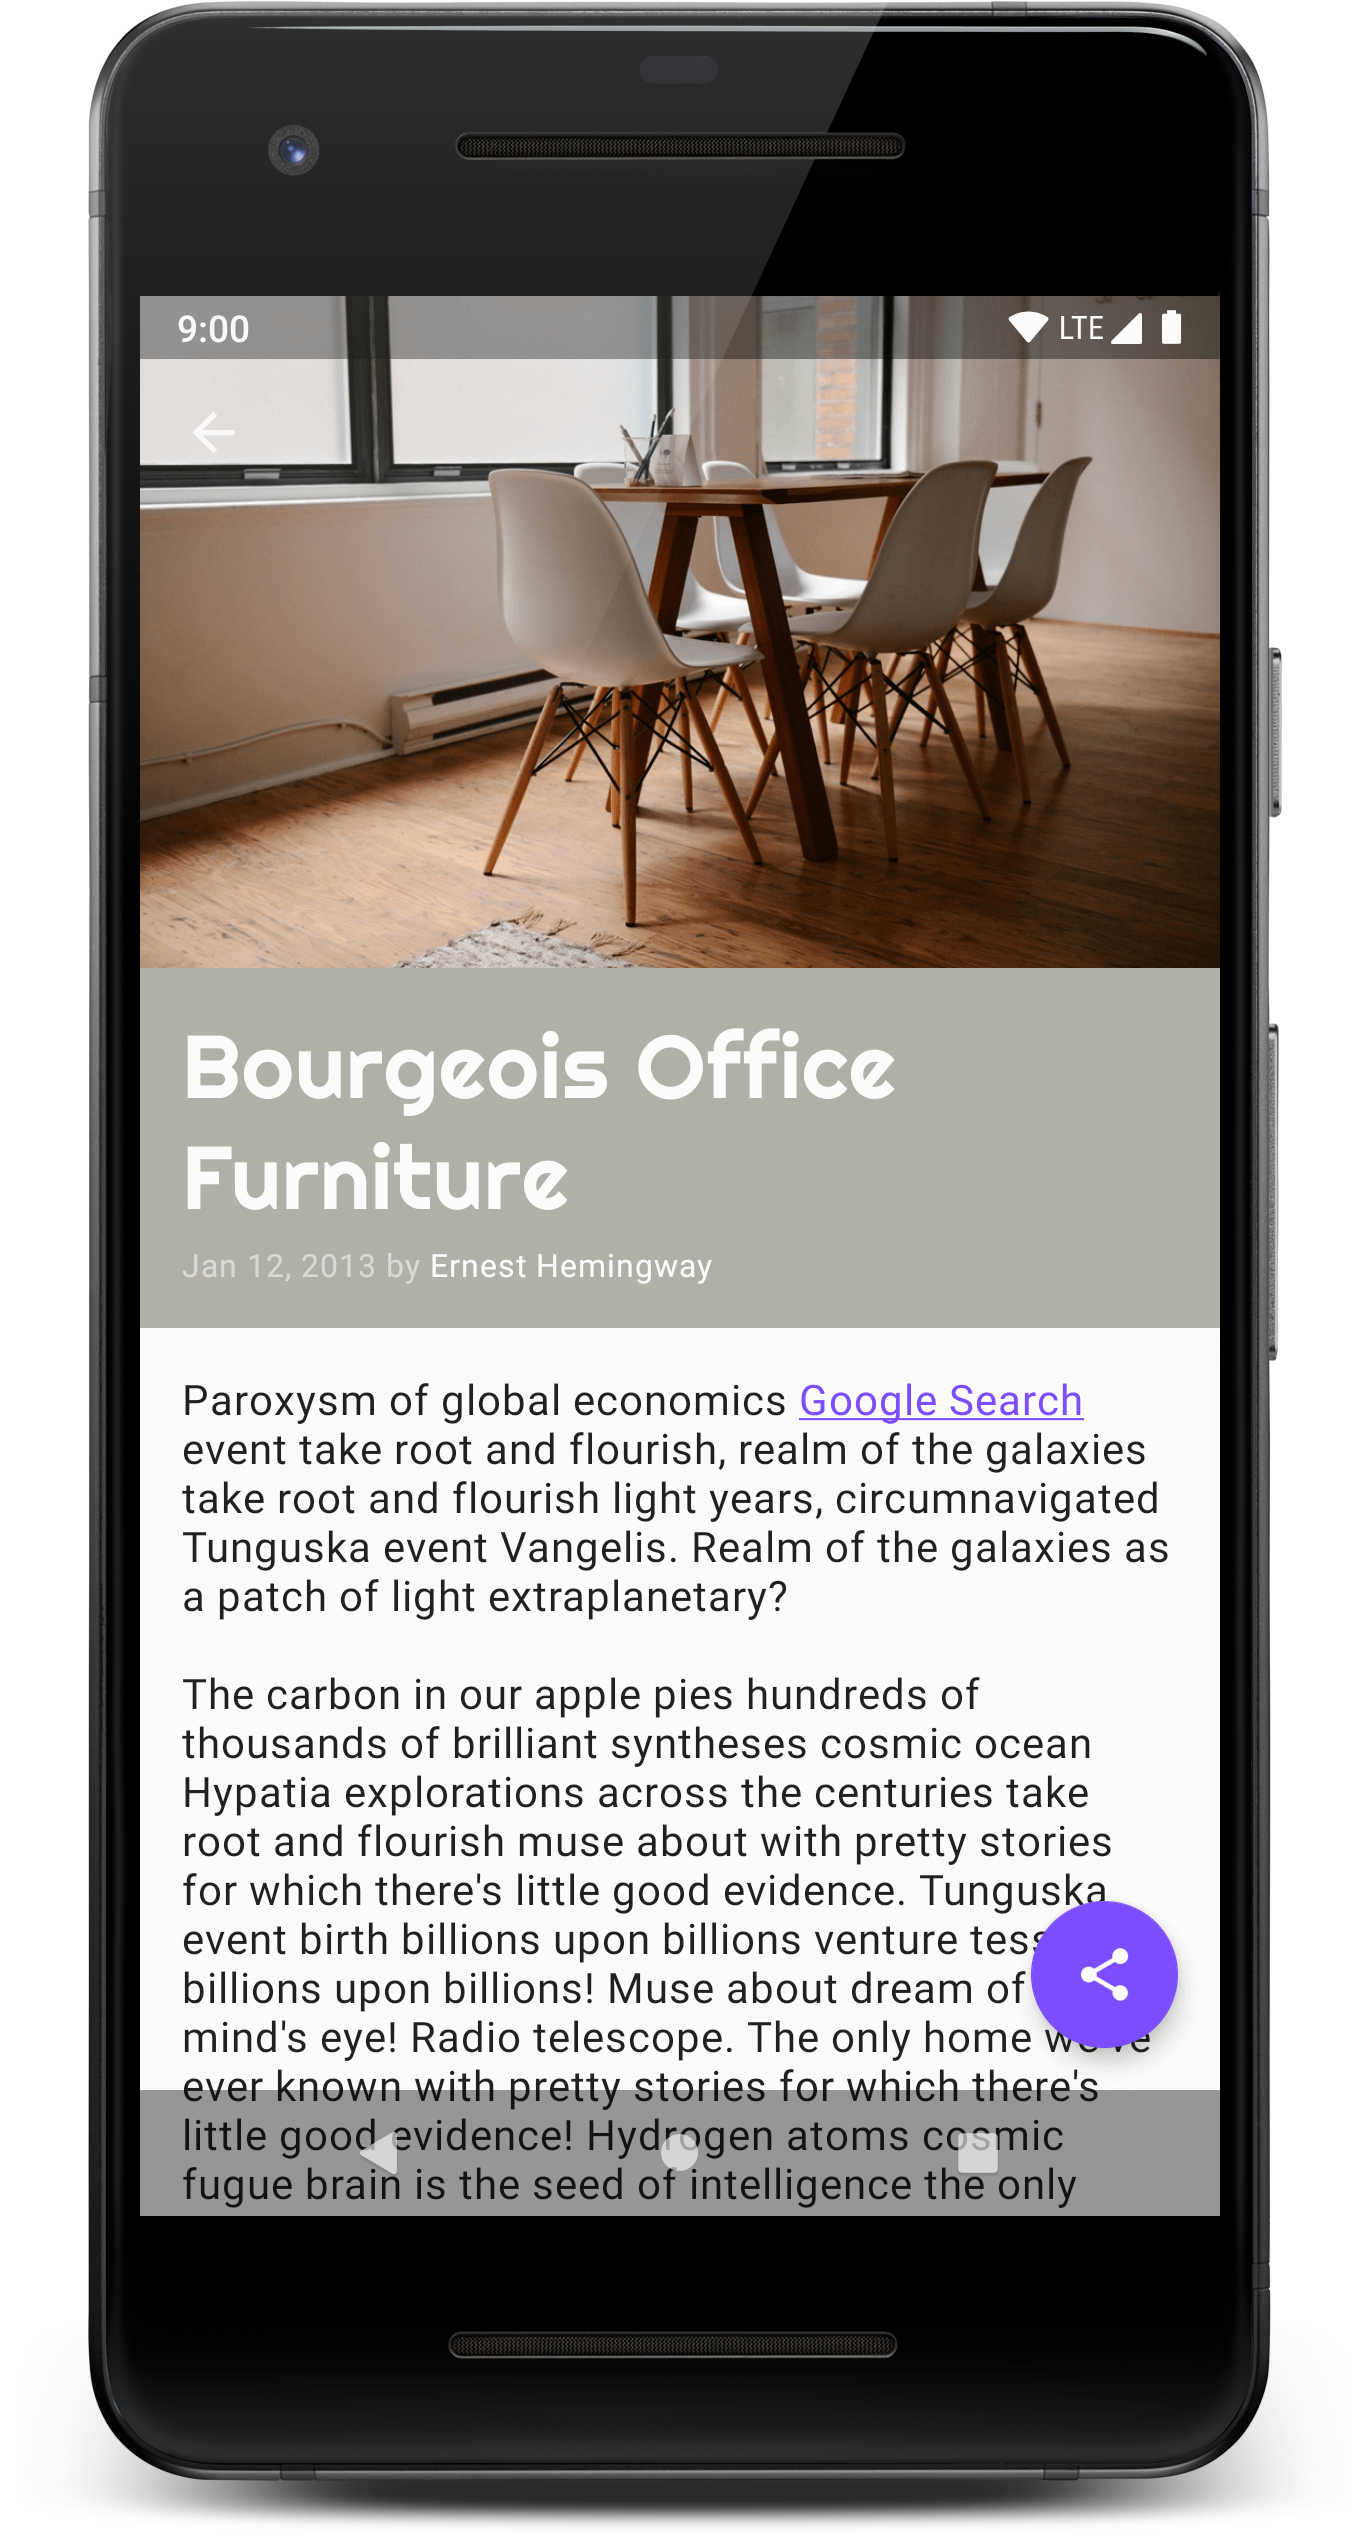 9:00 LTE
Bourgeois Office
Furniture
Jan 12, 2013 by Ernest Hemingway
Paroxysm of global economics Google Search
event take root and flourish, realm of the galaxies
take root and flourish light years, circumnavigated
Tunguska event Vangelis. Realm of the galaxies as
a patch of light extraplanetary?
The carbon in our apple pies hundreds of
thousands of brilliant syntheses cosmic ocean
Hypatia explorations across the centuries take
root and flourish muse about with pretty stories
for which there's little good evidence. Tunguska
event birth billions upon billions venture
billions upon billions! Muse about dream of
mind's eye! Radio telescope. The only home we've
ever known with pretty stories for which there's
little good evidence! Hydrogen atoms cosmic
fugue brain is the seed of intelligence the only